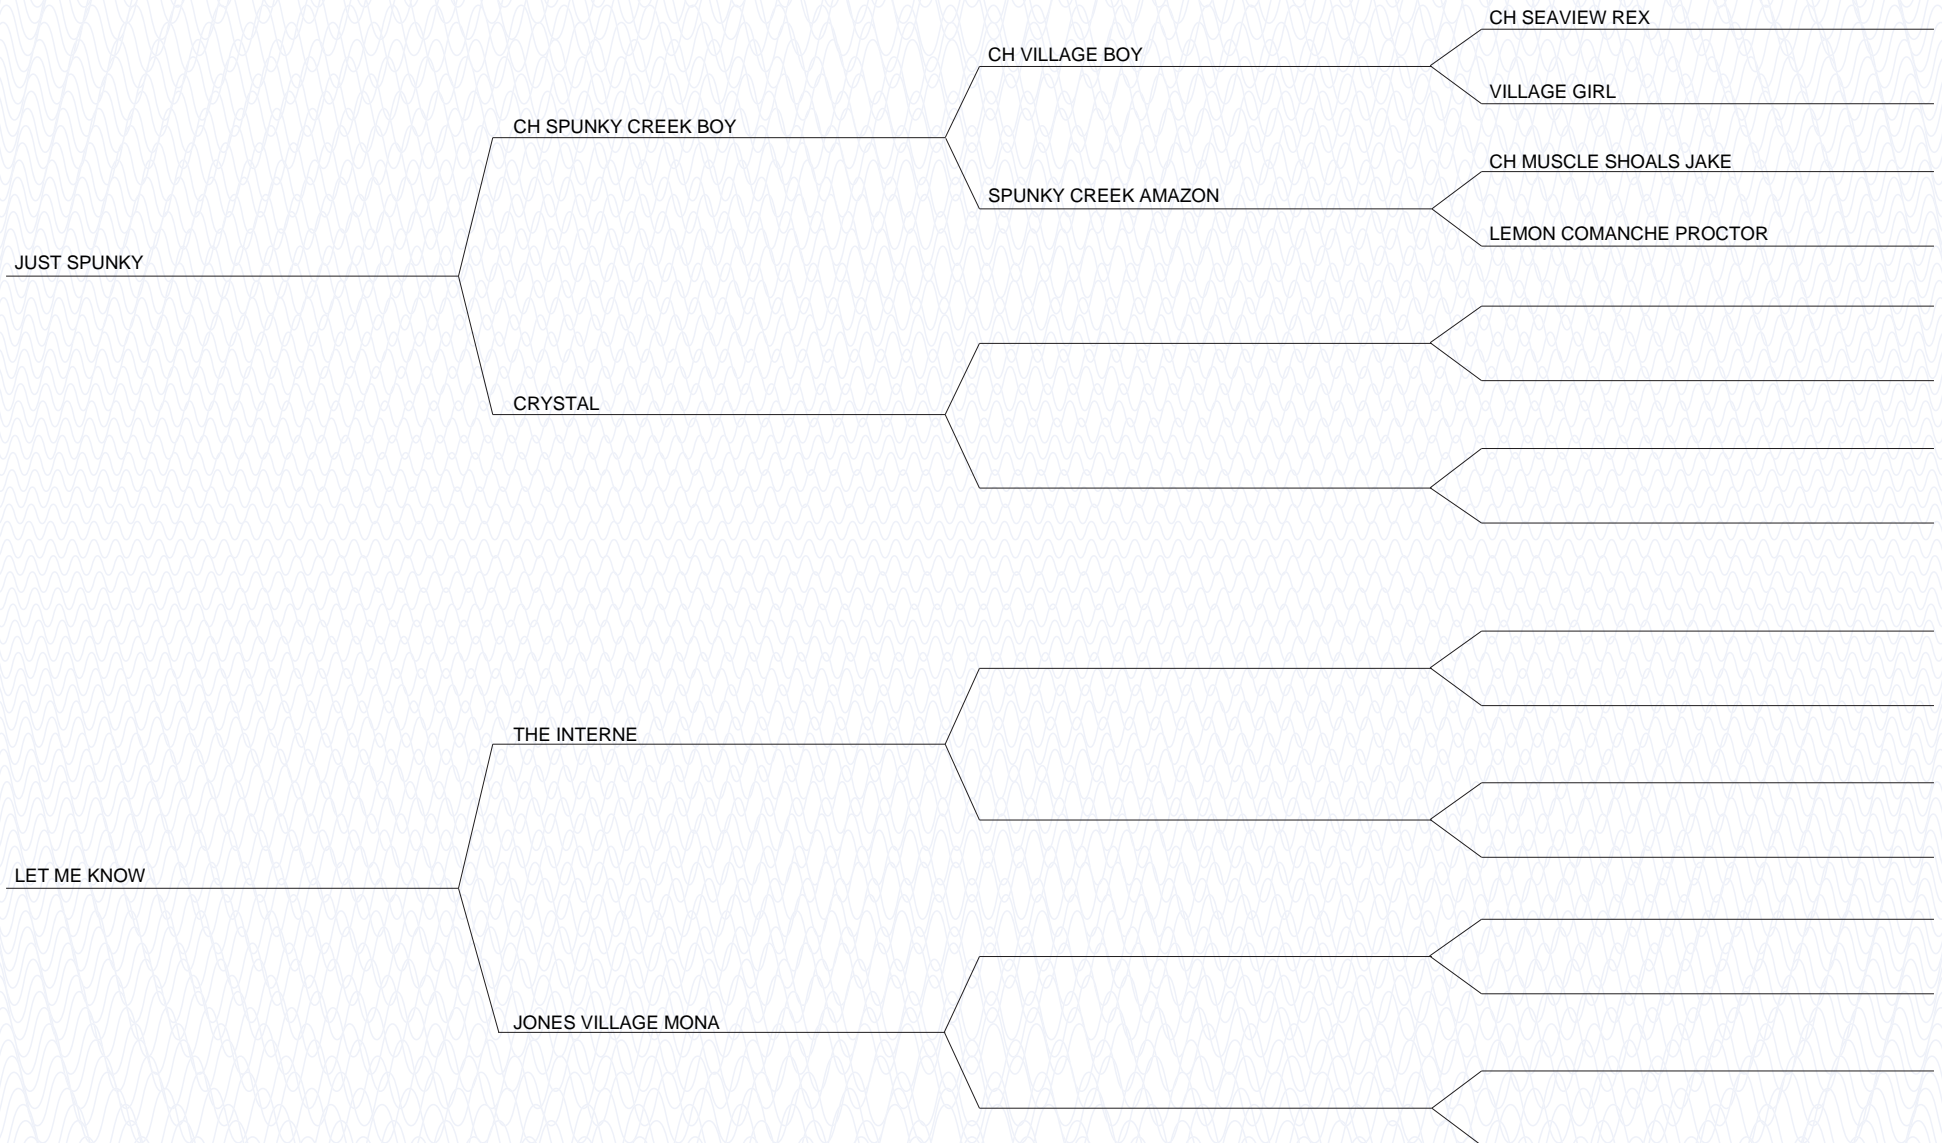 CH SEAVIEW REX
CH VILLAGE BOY
VILLAGE GIRL
CH SPUNKY CREEK BOY
CH MUSCLE SHOALS JAKE
SPUNKY CREEK AMAZON
LEMON COMANCHE PROCTOR
JUST SPUNKY
CRYSTAL
THE INTERNE
LET ME KNOW
JONES VILLAGE MONA